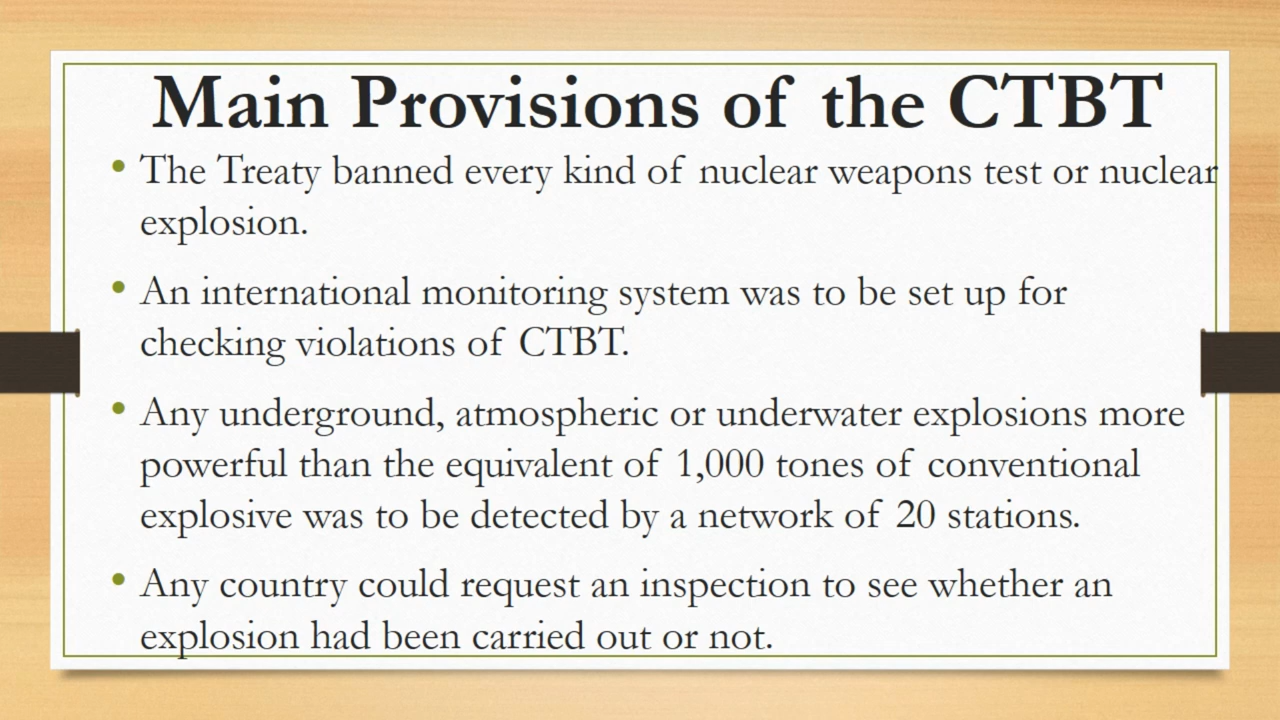 Main Provisions of the CTBT
• The Treaty banned every kind of nuclear weapons test or nuclear
explosion.
• An international monitoring system was to be set up for
checking violations of CTBT.
• Any underground, atmospheric or underwater explosions more
powerful than the equivalent of 1,000 tones of conventional
explosive was to be detected by a network of 20 stations.
• Any country could request an inspection to see whether an
explosion had been carried out or not.